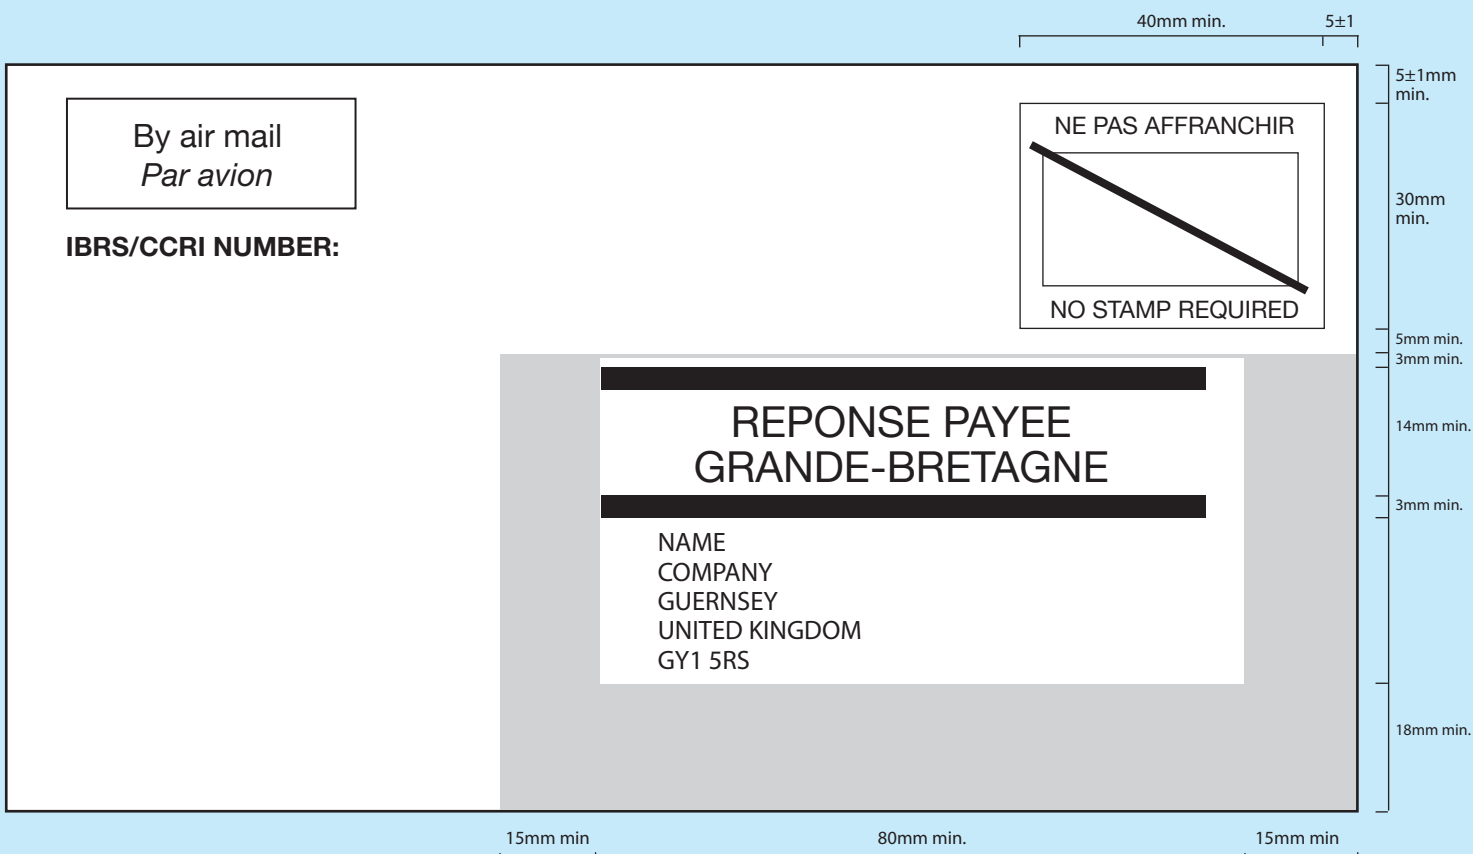 40mm min.
5±1
5±1mm
min.
By air mail
Par avion
NE PAS AFFRANCHIR
30mm
min.
IBRS/CCRI NUMBER:
NO STAMP REQUIRED
5mm min.
3mm min.
REPONSE PAYEE
GRANDE-BRETAGNE
14mm min.
3mm min.
NAME
COMPANY
GUERNSEY
UNITED KINGDOM
GY1 5RS
18mm min.
15mm min
80mm min.
15mm min